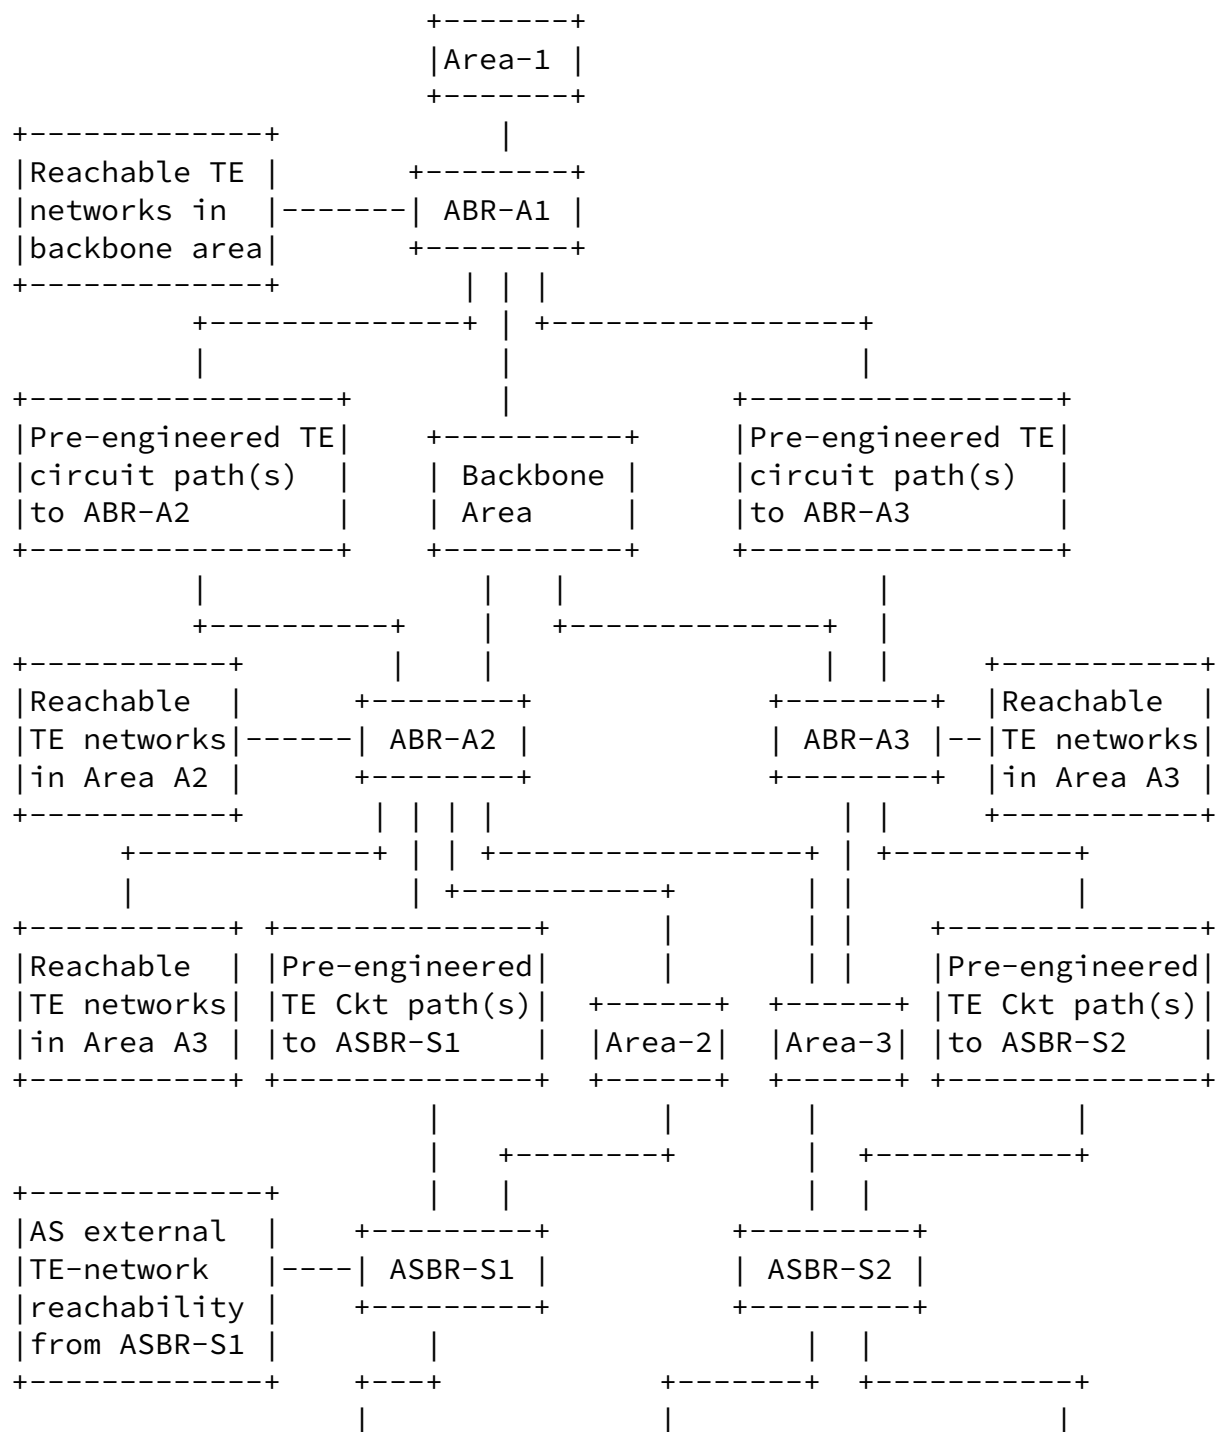 +-------+
                       |Area-1 |
                       +-------+
+-------------+            |
|Reachable TE |       +--------+
|networks in  |-------| ABR-A1 |
|backbone area|       +--------+
+-------------+          | | |
          +--------------+ | +-----------------+
          |                |                   |
+-----------------+        |            +-----------------+
|Pre-engineered TE|    +----------+     |Pre-engineered TE|
|circuit path(s)  |    | Backbone |     |circuit path(s)  |
|to ABR-A2        |    | Area     |     |to ABR-A3        |
+-----------------+    +----------+     +-----------------+
          |               |   |                 |
          +----------+    |   +--------------+  |
+-----------+        |    |                  |  |     +-----------+
|Reachable  |      +--------+             +--------+  |Reachable  |
|TE networks|------| ABR-A2 |             | ABR-A3 |--|TE networks|
|in Area A2 |      +--------+             +--------+  |in Area A3 |
+-----------+       | | | |                   | |     +-----------+
      +-------------+ | | +-----------------+ | +----------+
      |               | +-----------+       | |            |
+-----------+ +--------------+      |       | |    +--------------+
|Reachable  | |Pre-engineered|      |       | |    |Pre-engineered|
|TE networks| |TE Ckt path(s)|  +------+  +------+ |TE Ckt path(s)|
|in Area A3 | |to ASBR-S1    |  |Area-2|  |Area-3| |to ASBR-S2    |
+-----------+ +--------------+  +------+  +------+ +--------------+
                       |            |       |              |
                       |   +--------+       |  +-----------+
+-------------+        |   |                |  |
|AS external  |    +---------+          +---------+
|TE-network   |----| ASBR-S1 |          | ASBR-S2 |
|reachability |    +---------+          +---------+
|from ASBR-S1 |        |                    |  |
+-------------+    +---+            +-------+  +-----------+
                   |                |                     |